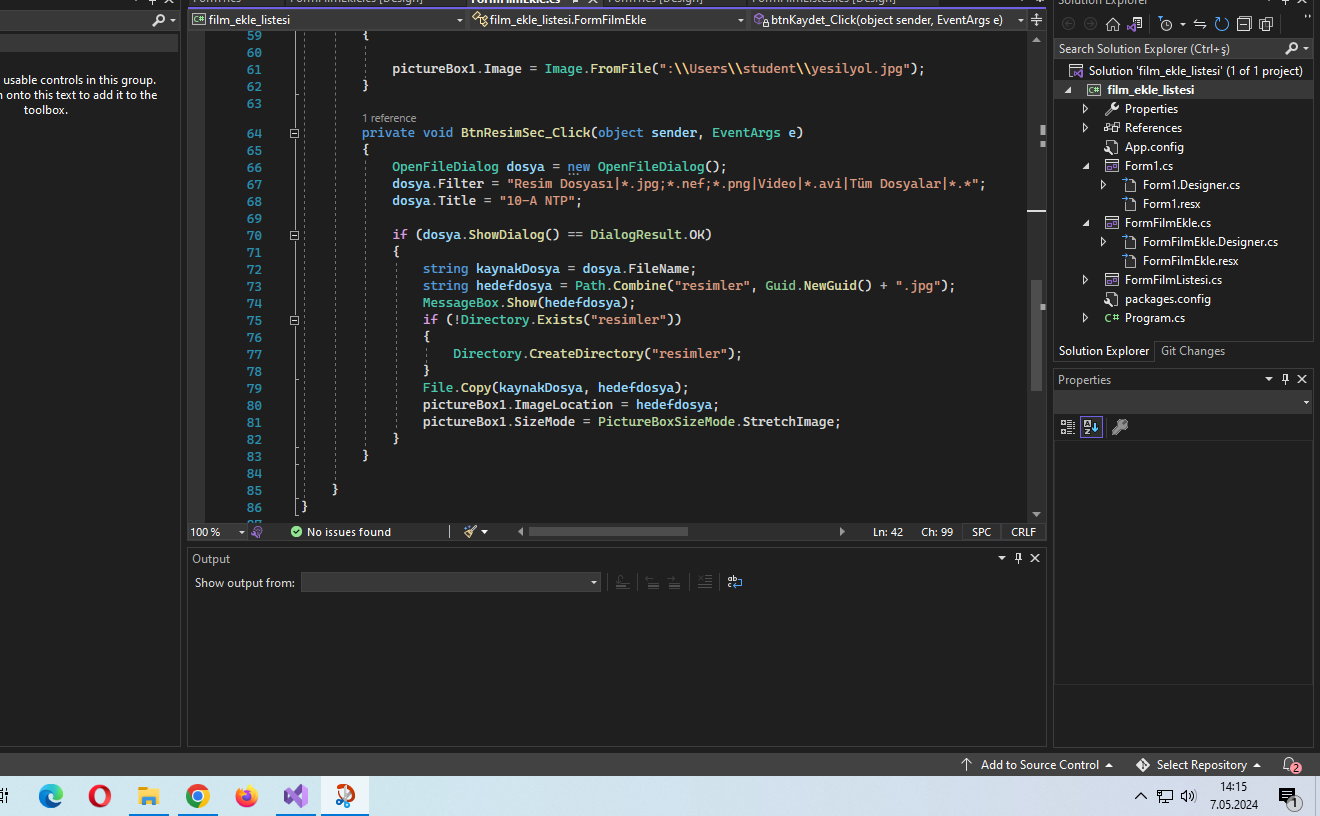 Solution Explorer
film_ekle_listesi
film_ekle_listesi.FormFilmEkle
btnKaydet_Click(object sender, EventArgs e)
usable controls in this group.
onto this text to add it to the
toolbox.
59 {
60
61 pictureBox1.Image = Image.FromFile(":\\Users\\student\\yesilyol.jpg");
62 }
63
1 reference
64 private void BtnResimSec_Click(object sender, EventArgs e)
65 {
66 OpenFileDialog dosya = new OpenFileDialog();
67 dosya.Filter = "Resim Dosyası|*.jpg;*.nef;*.png|Video|*.avi|Tüm Dosyalar|*.*";
68 dosya.Title = "10-A NTP";
69
70 if (dosya.ShowDialog() == DialogResult.OK)
71 {
72 string kaynakDosya = dosya.FileName;
73 string hedefdosya = Path.Combine("resimler", Guid.NewGuid() + ".jpg");
74 MessageBox.Show(hedefdosya);
75 if (!Directory.Exists("resimler"))
76 {
77 Directory.CreateDirectory("resimler");
78 }
79 File.Copy(kaynakDosya, hedefdosya);
80 pictureBox1.ImageLocation = hedefdosya;
81 pictureBox1.SizeMode = PictureBoxSizeMode.StretchImage;
82 }
83 }
84
85 }
86 }
100 %
No issues found
Ln: 42 Ch: 99 SPC CRLF
Output
Show output from:
Search Solution Explorer (Ctrl+ş)
Solution 'film_ekle_listesi' (1 of 1 project)
film_ekle_listesi
Properties
References
App.config
Form1.cs
Form1.Designer.cs
Form1.resx
FormFilmEkle.cs
FormFilmEkle.Designer.cs
FormFilmEkle.resx
FormFilmListesi.cs
packages.config
C# Program.cs
Solution Explorer Git Changes
Properties
Add to Source Control Select Repository 2
14:15
7.05.2024
1